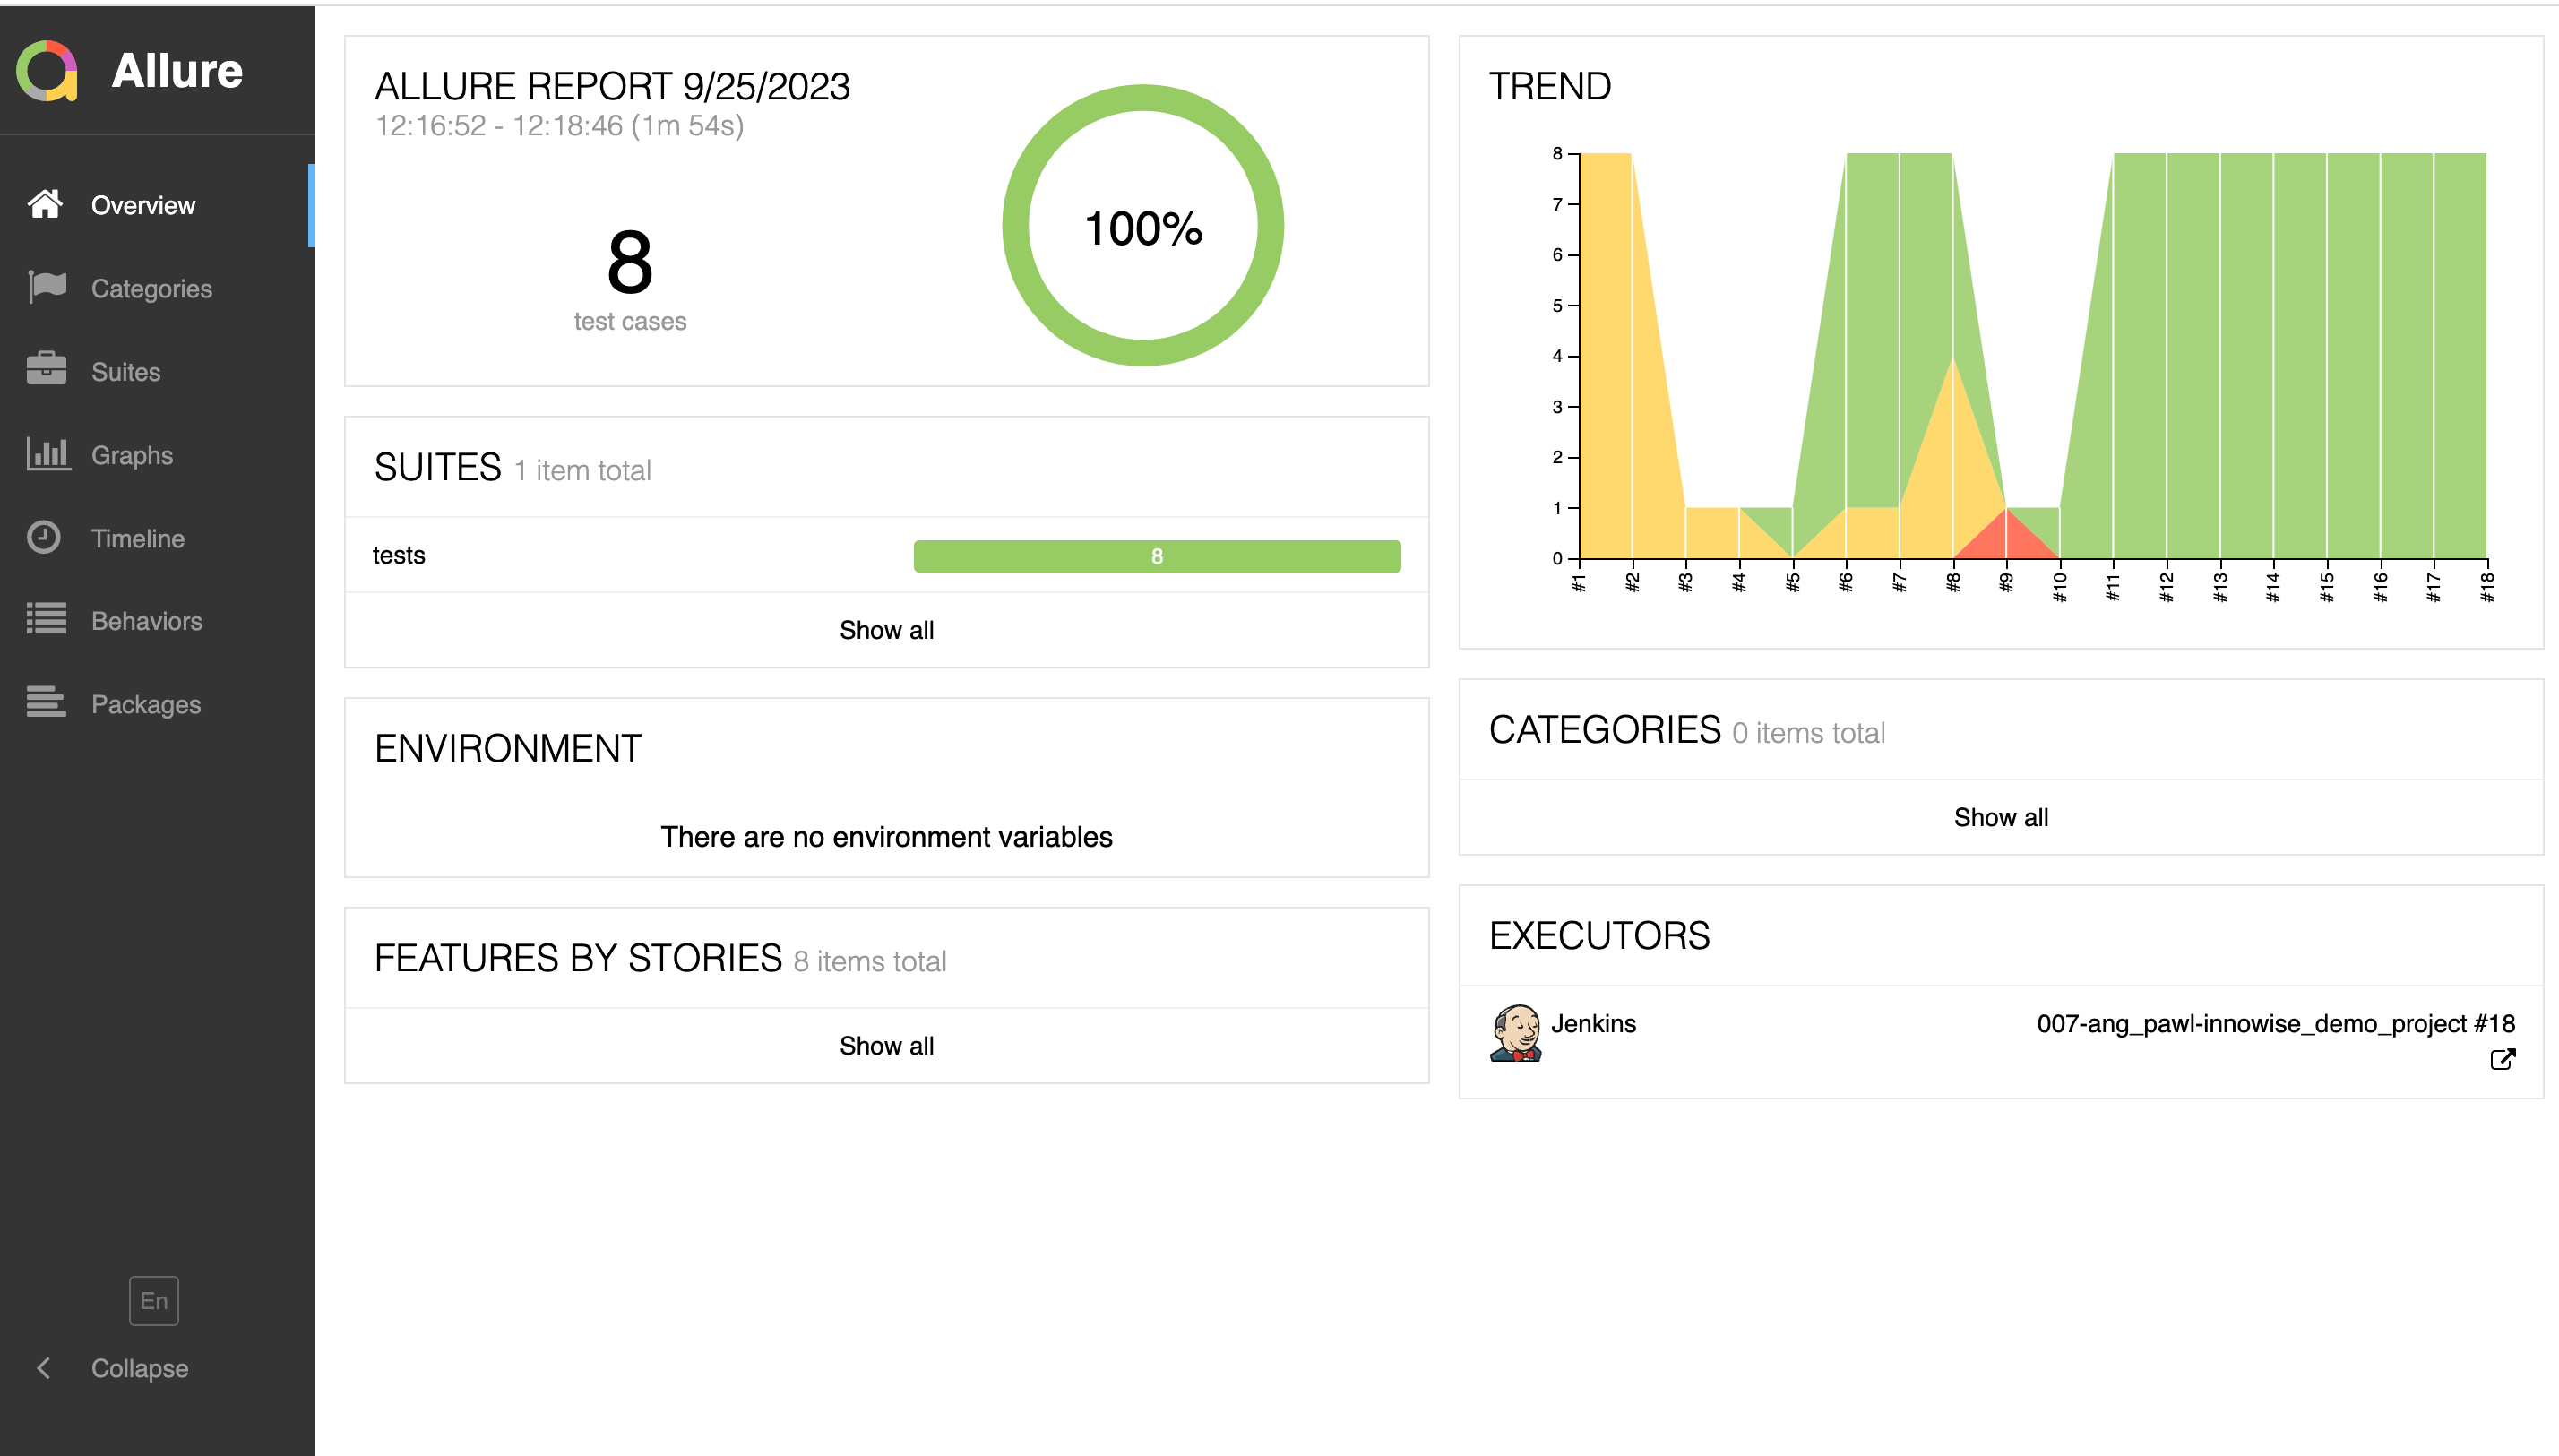 Allure
Overview
Categories
Suites
Graphs
Timeline
Behaviors
Packages
En
Collapse
ALLURE REPORT 9/25/2023
12:16:52 - 12:18:46 (1m 54s)
8
test cases
100%
SUITES 1 item total
tests 8
Show all
ENVIRONMENT
There are no environment variables
FEATURES BY STORIES 8 items total
Show all
TREND
8
7
6
5
4
3
2
1
0
#1 #2 #3 #4 #5 #6 #7 #8 #9 #10 #11 #12 #13 #14 #15 #16 #17 #18
CATEGORIES 0 items total
Show all
EXECUTORS
Jenkins 007-ang_pawl-innowise_demo_project #18